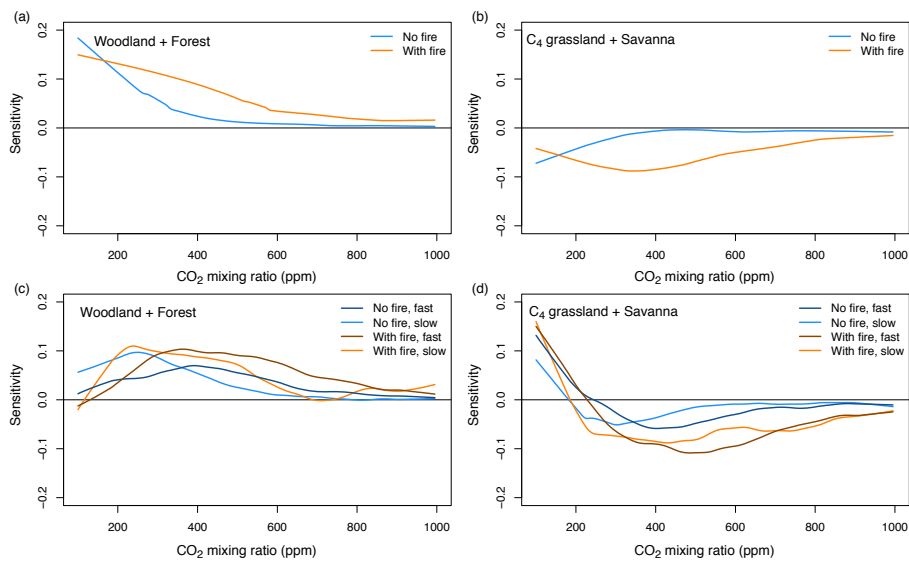 (a)
Woodland + Forest
No fire
With fire
Sensitivity
0.2
0.1
0.0
−0.1
−0.2
200 400 600 800 1000
CO₂ mixing ratio (ppm)
(b)
C₄ grassland + Savanna
No fire
With fire
Sensitivity
0.2
0.1
0.0
−0.1
−0.2
200 400 600 800 1000
CO₂ mixing ratio (ppm)
(c)
Woodland + Forest
No fire, fast
No fire, slow
With fire, fast
With fire, slow
Sensitivity
0.2
0.1
0.0
−0.1
−0.2
200 400 600 800 1000
CO₂ mixing ratio (ppm)
(d)
C₄ grassland + Savanna
No fire, fast
No fire, slow
With fire, fast
With fire, slow
Sensitivity
0.2
0.1
0.0
−0.1
−0.2
200 400 600 800 1000
CO₂ mixing ratio (ppm)